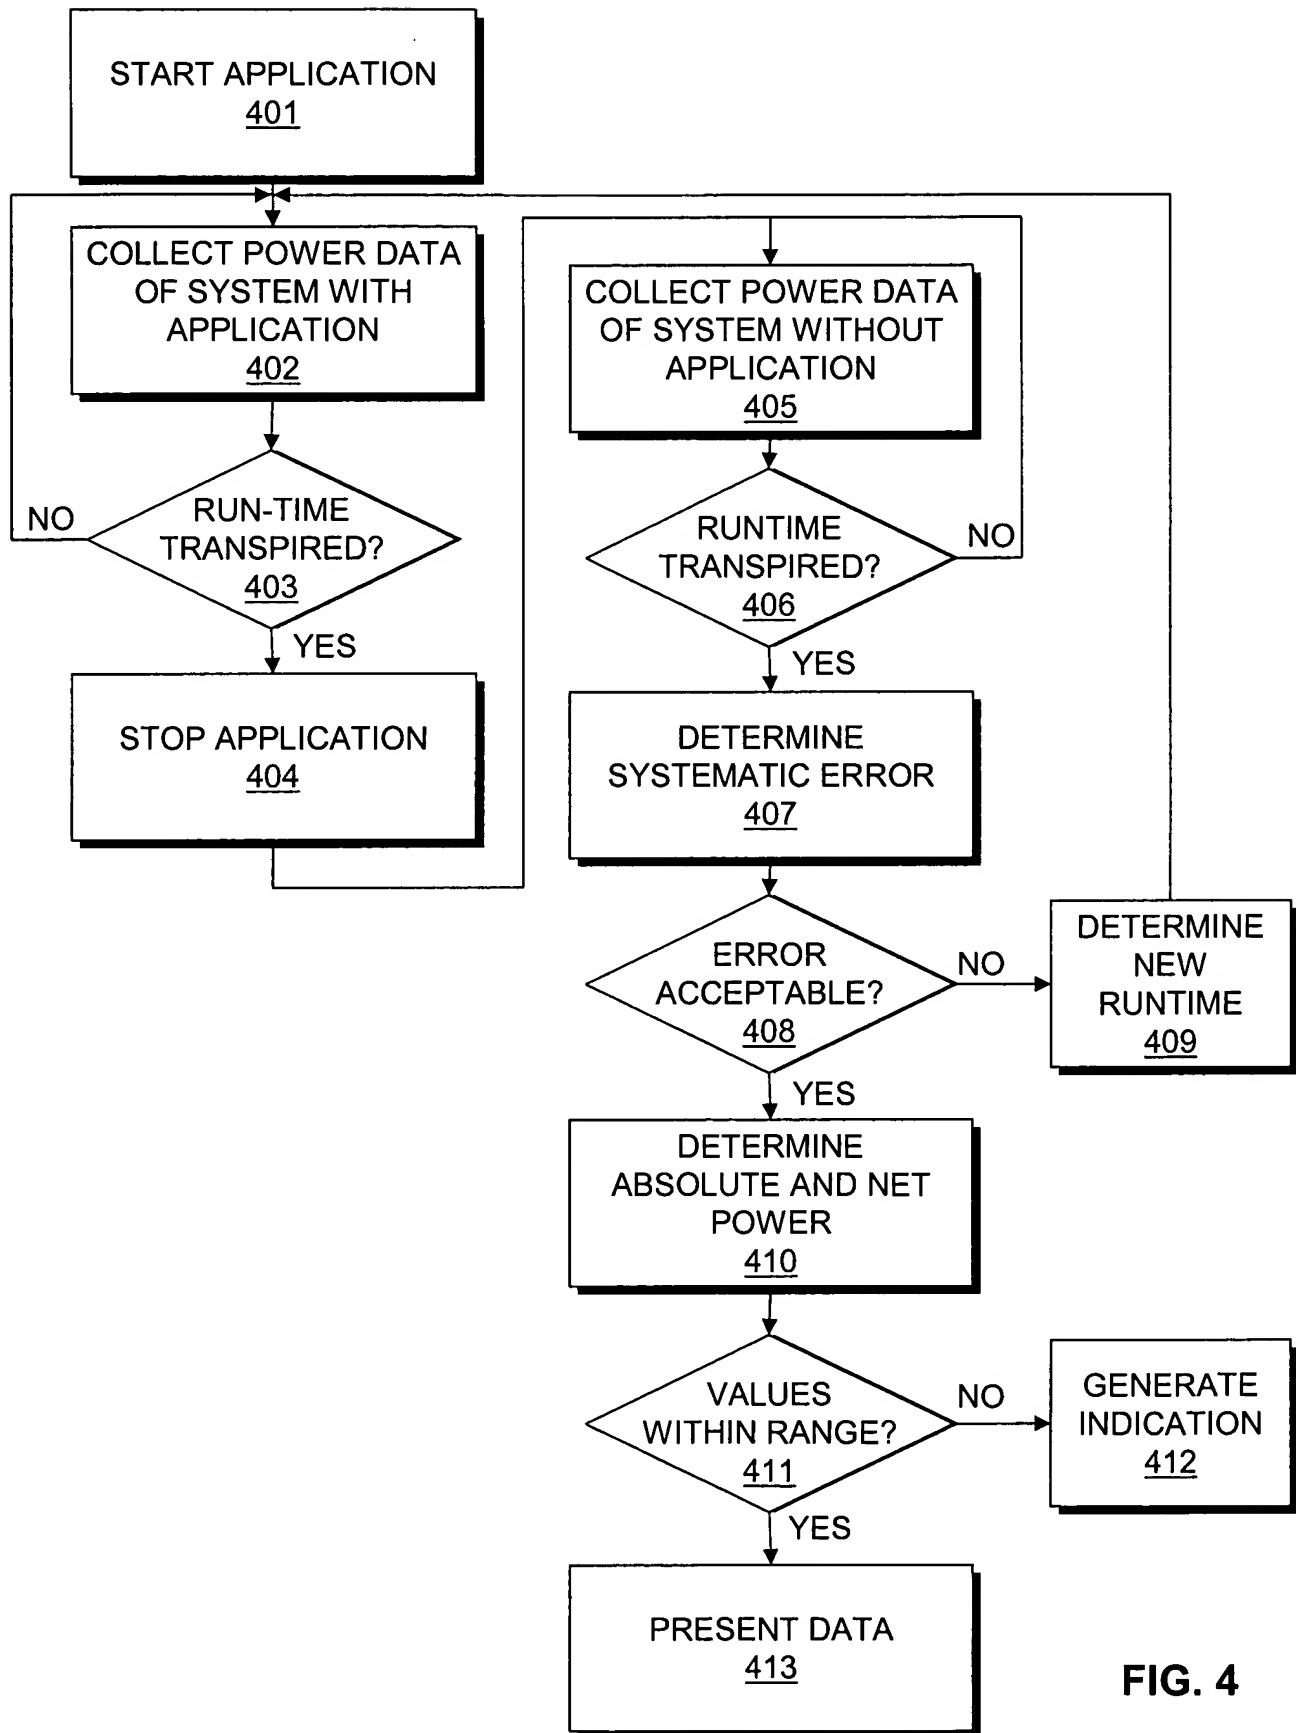 START APPLICATION
401
COLLECT POWER DATA
OF SYSTEM WITH
APPLICATION
402
RUN-TIME
TRANSPIRED?
403
NO
YES
STOP APPLICATION
404
COLLECT POWER DATA
OF SYSTEM WITHOUT
APPLICATION
405
RUNTIME
TRANSPIRED?
406
NO
YES
DETERMINE
SYSTEMATIC ERROR
407
ERROR
ACCEPTABLE?
408
NO
DETERMINE
NEW
RUNTIME
409
YES
DETERMINE
ABSOLUTE AND NET
POWER
410
VALUES
WITHIN RANGE?
411
NO
GENERATE
INDICATION
412
YES
PRESENT DATA
413
FIG. 4